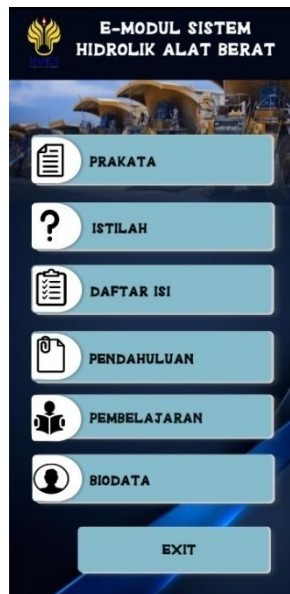 E-MODUL SISTEM
HIDROLIK ALAT BERAT
PRAKATA
ISTILAH
DAFTAR ISI
PENDAHULUAN
PEMBELAJARAN
BIODATA
EXIT